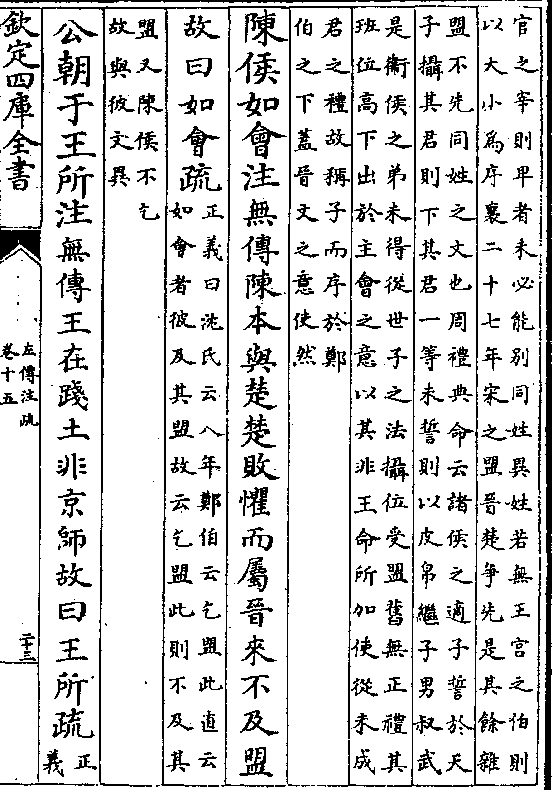 官之宰則卑者未必能别同姓異姓若無王官之伯則
以大小為序襄二十七年宋之盟晉楚爭先是其餘雜
盟不先同姓之文也周禮典命云諸侯之適子誓於天
子攝其君則下其君一等未誓則以皮帛繼子男叔武
是衛侯之弟未得從世子之法攝位受盟舊無正禮其
班位高下出於主會之意以其非王命所加使從未成
君之禮故稱子而序於鄭
伯之下蓋晉文之意使然
陳侯如會注無傳陳本與楚楚敗懼而屬晉來不及盟
故曰如會疏正義曰沈氏云八年鄭伯云乞盟此直云
如會者彼及其盟故云乞盟此則不及其
盟又陳侯不乞
故與彼文異
公朝于王所注無傳王在踐土非京師故曰王所疏正
義
欽定四庫全書
左傳注疏
卷十五
二十三